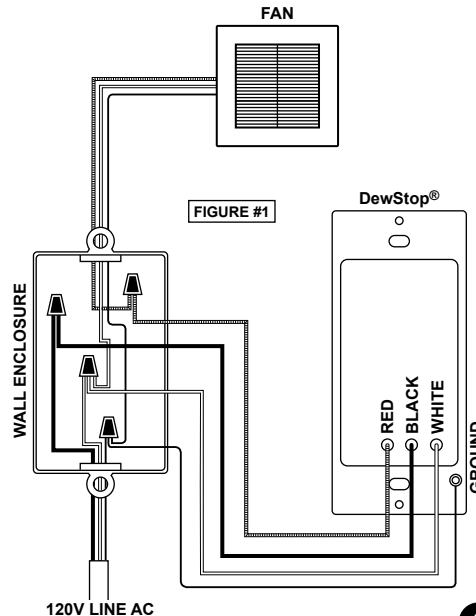 FAN
DewStop®
FIGURE #1
WALL ENCLOSURE
RED
BLACK
WHITE
GROUND
120V LINE AC